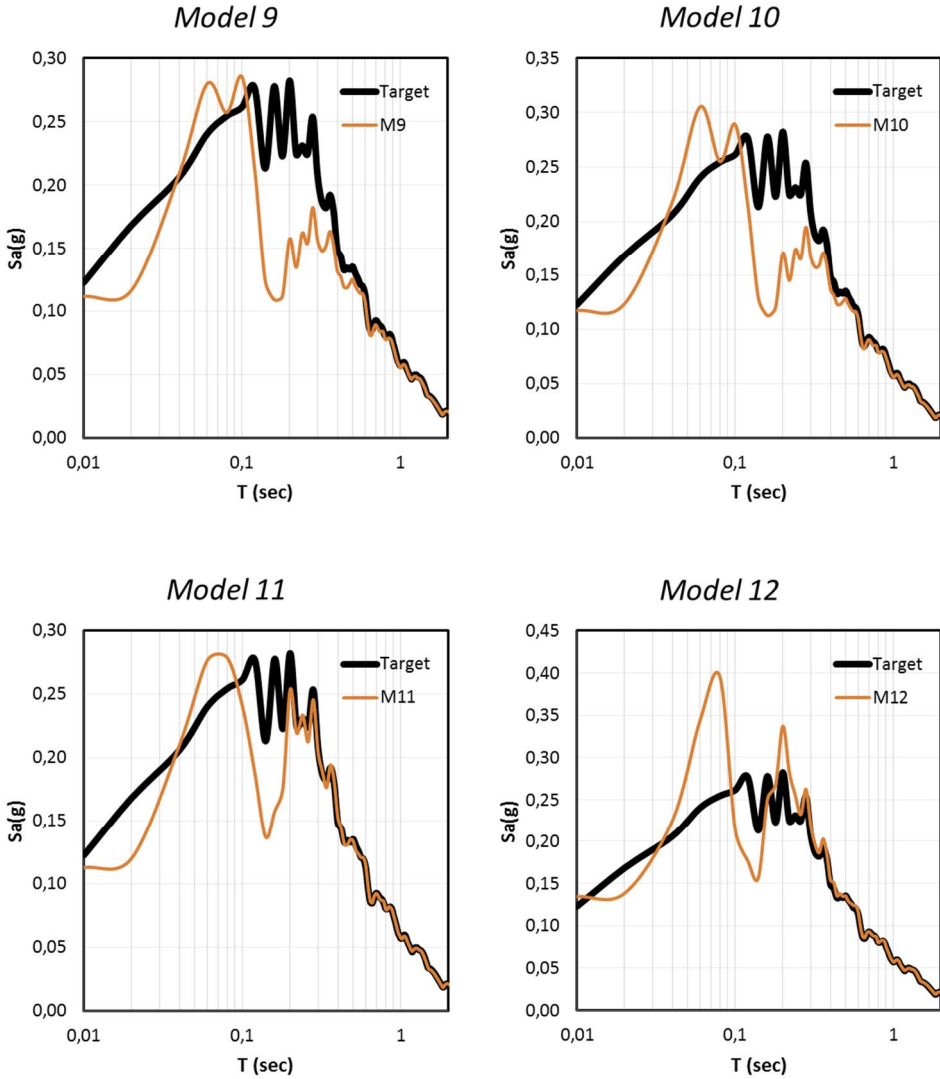 Model 9
0,30
0,25
0,20
0,15
0,10
0,05
0,00
Sa(g)
Target
M9
0,01 0,1 1
T (sec)
Model 10
0,35
0,30
0,25
0,20
0,15
0,10
0,05
0,00
Sa(g)
Target
M10
0,01 0,1 1
T (sec)
Model 11
0,30
0,25
0,20
0,15
0,10
0,05
0,00
Sa(g)
Target
M11
0,01 0,1 1
T (sec)
Model 12
0,45
0,40
0,35
0,30
0,25
0,20
0,15
0,10
0,05
0,00
Sa(g)
Target
M12
0,01 0,1 1
T (sec)